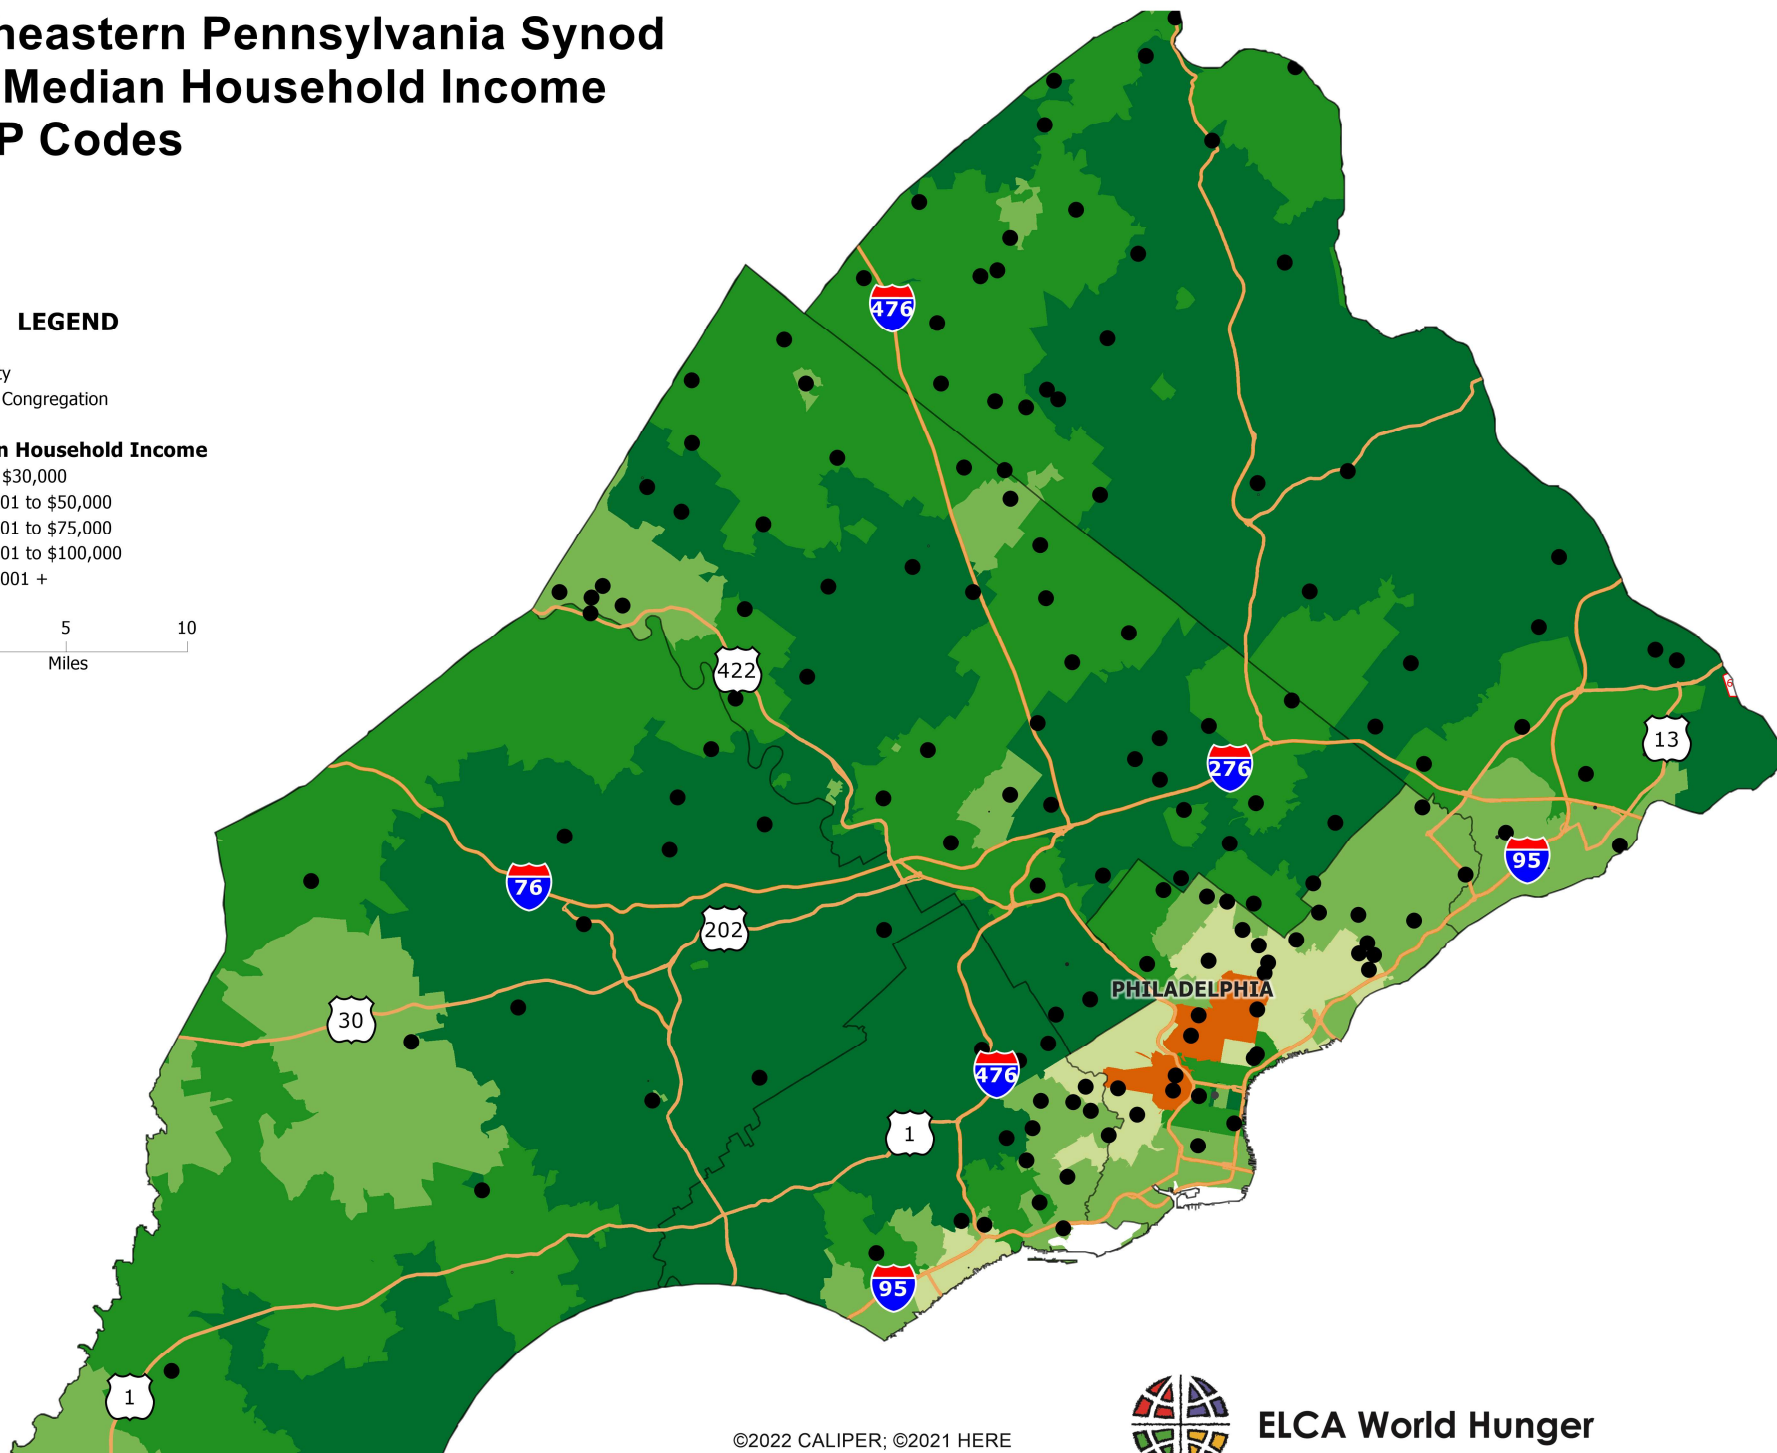 heastern Pennsylvania Synod
Median Household Income
P Codes
LEGEND
ty
Congregation
n Household Income
$30,000
01 to $50,000
01 to $75,000
01 to $100,000
001 +
5 10
Miles
476
422
276
13
95
76
202
PHILADELPHIA
30
476
1
95
1
6
©2022 CALIPER; ©2021 HERE
ELCA World Hunger